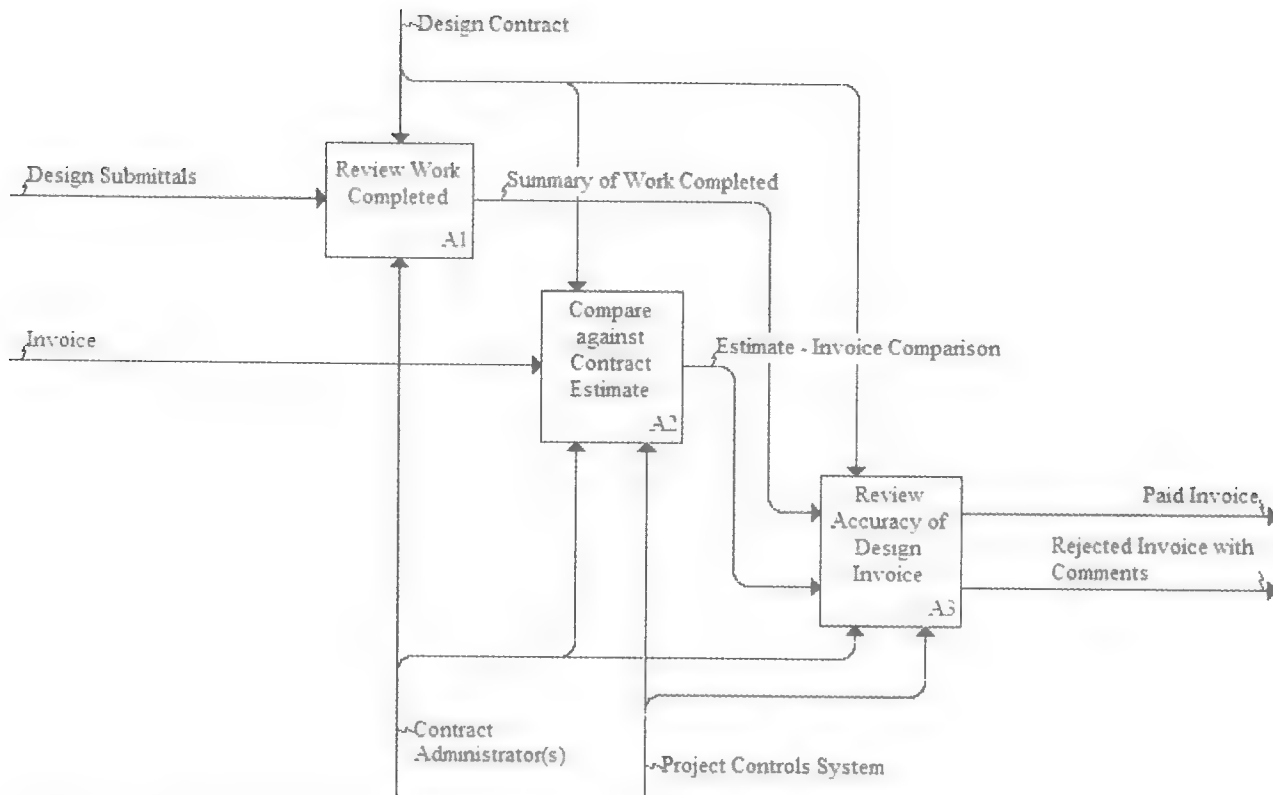 Design Contract
Design Submittals
Review Work
Completed
A1
Summary of Work Completed
Invoice
Compare
against
Contract
Estimate
A2
Estimate - Invoice Comparison
Review
Accuracy of
Design
Invoice
A3
Paid Invoice
Rejected Invoice with
Comments
Contract
Administrator(s)
Project Controls System